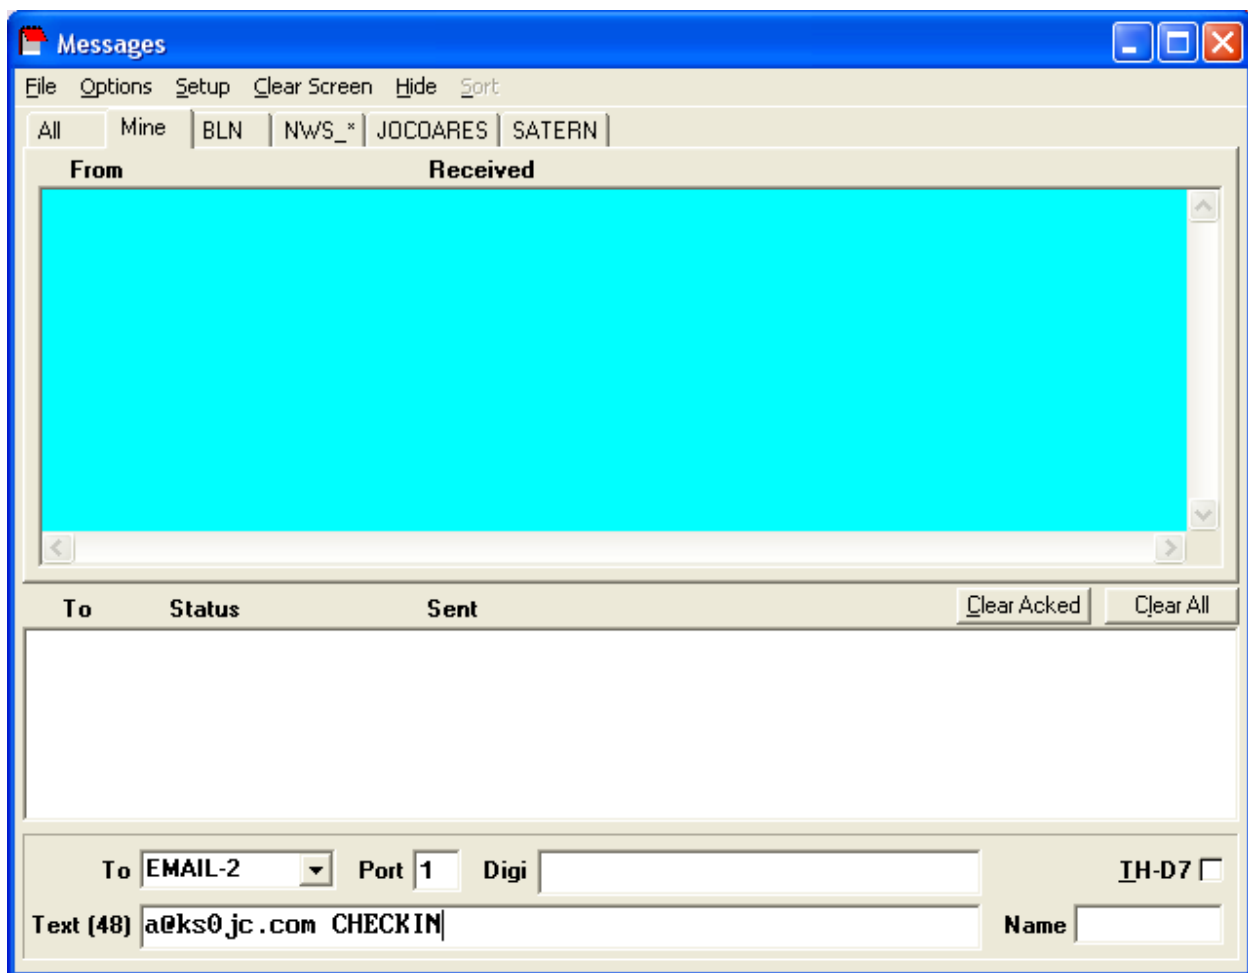 Messages
File Options Setup Clear Screen Hide Sort
All Mine BLN NWS_* JOCOARES SATERN
From Received
To Status Sent Clear Acked Clear All
To EMAIL-2 Port 1 Digi TH-D7
Text (48) a@ks0jc.com CHECKIN Name